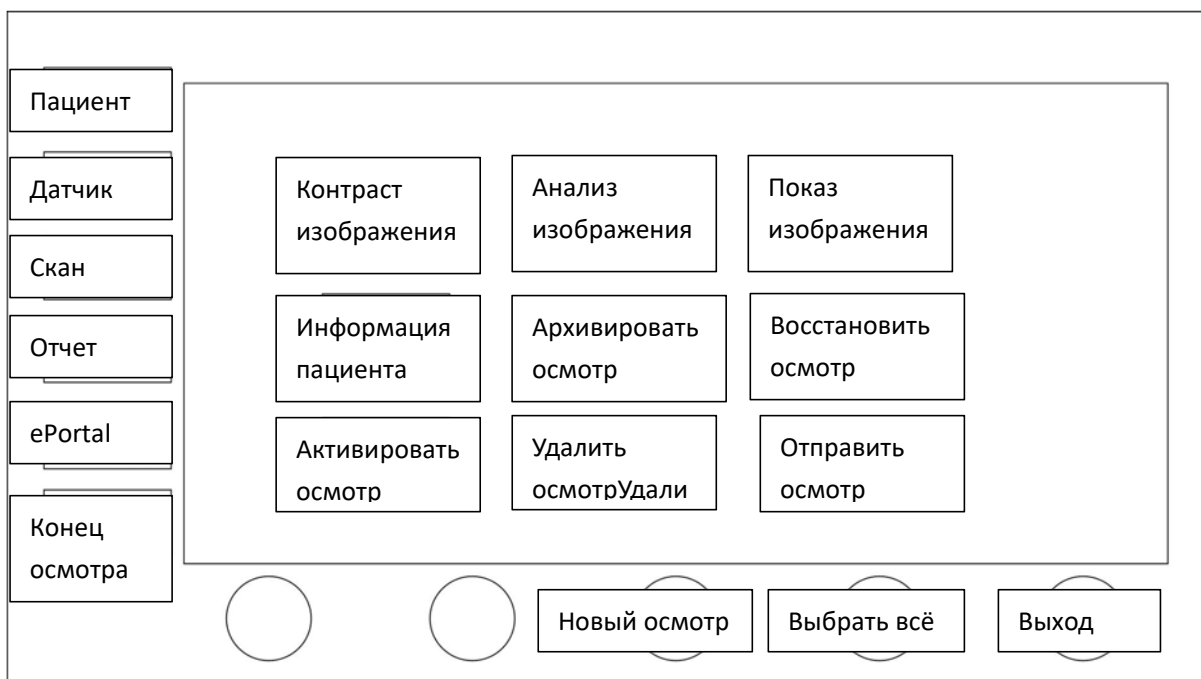 Пациент
Датчик
Скан
Отчет
ePortal
Конец
осмотра
Контраст
изображения
Анализ
изображения
Показ
изображения
Информация
пациента
Архивировать
осмотр
Восстановить
осмотр
Активировать
осмотр
Удалить
осмотрУдали
Отправить
осмотр
Новый осмотр
Выбрать всё
Выход